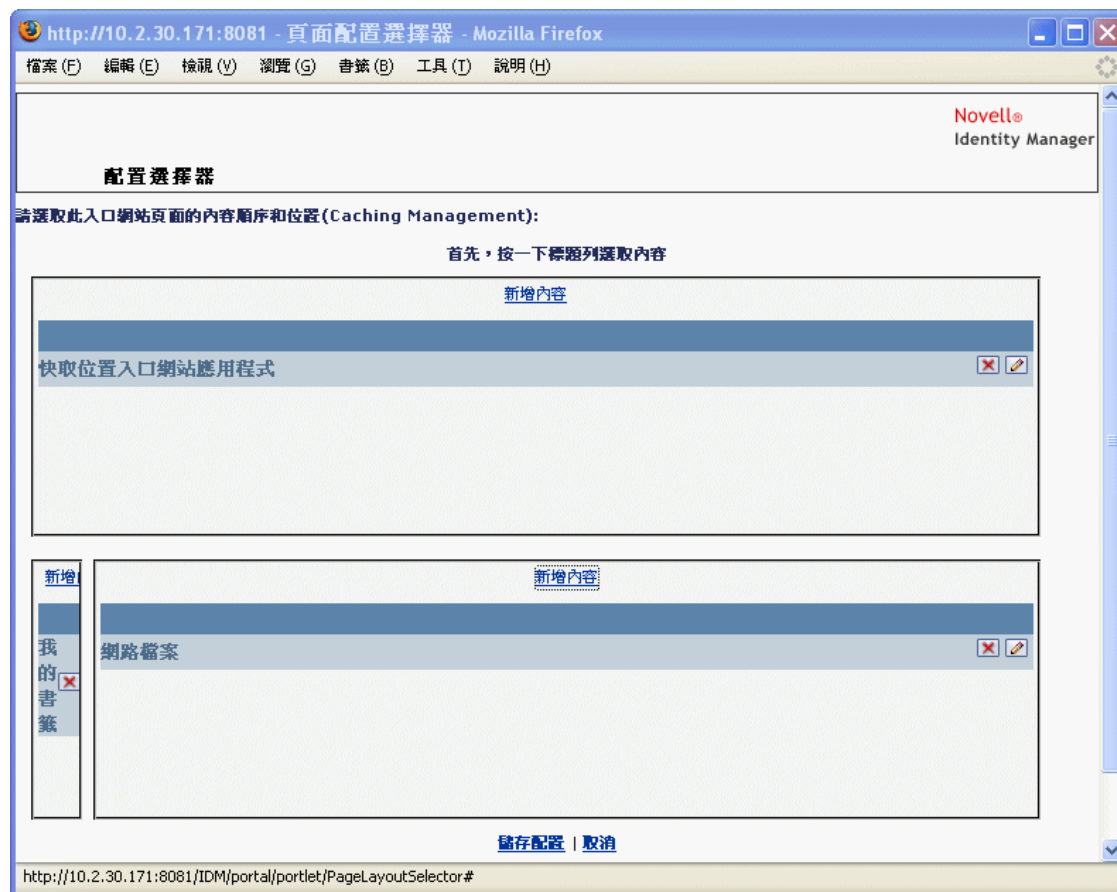 http://10.2.30.171:8081 - 頁面配置選擇器 - Mozilla Firefox
檔案(F) 編輯(E) 檢視(V) 瀏覽(G) 書籤(B) 工具(T) 說明(H)
Novell®
Identity Manager
配置選擇器
請選取此入口網站頁面的內容順序和位置(Caching Management):
首先，按一下標題列選取內容
新增內容
快取位置入口網站應用程式
新增 新增內容
我的書籤
網路檔案
儲存配置 | 取消
http://10.2.30.171:8081/IDM/portal/portlet/PageLayoutSelector#